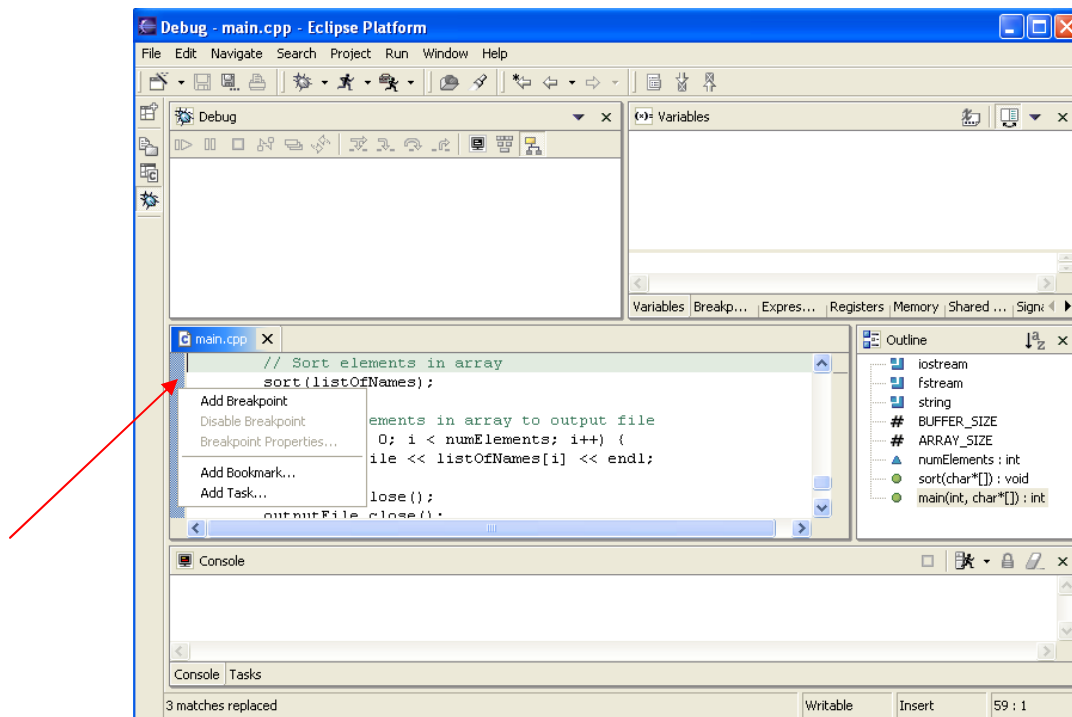 Debug - main.cpp - Eclipse Platform
File Edit Navigate Search Project Run Window Help
Debug
(x)= Variables
Variables Breakp... Expres... Registers Memory Shared ... Signa
main.cpp
// Sort elements in array
sort(listOfNames);
Add Breakpoint
Disable Breakpoint
Breakpoint Properties...
Add Bookmark...
Add Task...
ements in array to output file
0; i < numElements; i++) {
ile << listOfNames[i] << endl;
lose();
outputFile.close();
Outline
iostream
fstream
string
# BUFFER_SIZE
# ARRAY_SIZE
numElements : int
sort(char*[]) : void
main(int, char*[]) : int
Console
Console Tasks
3 matches replaced
Writable
Insert
59 : 1